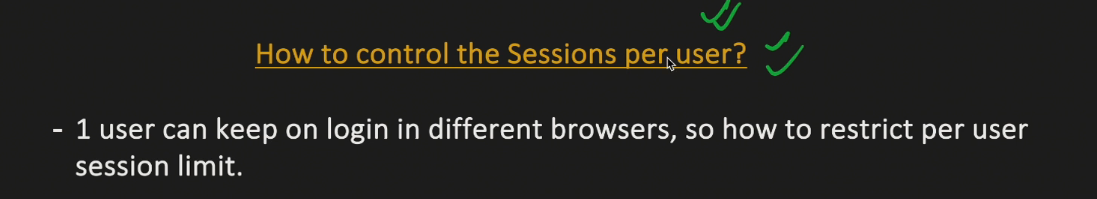 How to control the Sessions per user?
- 1 user can keep on login in different browsers, so how to restrict per user
session limit.